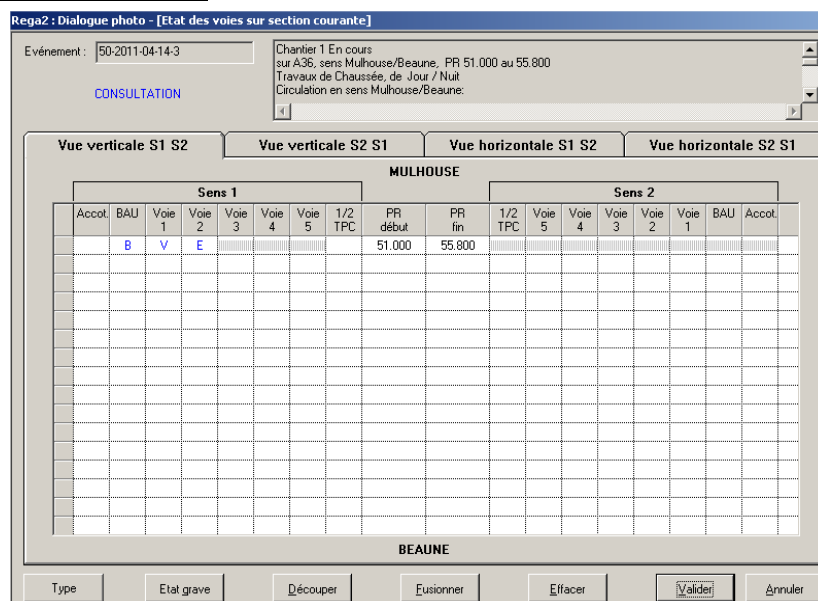 Rega2 : Dialogue photo - [Etat des voies sur section courante]
Evénement : 50-2011-04-14-3
CONSULTATION
Chantier 1 En cours
sur A36, sens Mulhouse/Beaune, PR 51.000 au 55.800
Travaux de Chaussée, de Jour / Nuit
Circulation en sens Mulhouse/Beaune:
Vue verticale S1 S2 Vue verticale S2 S1 Vue horizontale S1 S2 Vue horizontale S2 S1
MULHOUSE
Sens 1 Sens 2
Accot. BAU Voie 1 Voie 2 Voie 3 Voie 4 Voie 5 1/2 TPC PR début PR fin 1/2 TPC Voie 5 Voie 4 Voie 3 Voie 2 Voie 1 BAU Accot.
B V E 51.000 55.800
BEAUNE
Type Etat grave Découper Fusionner Effacer Valider Annuler